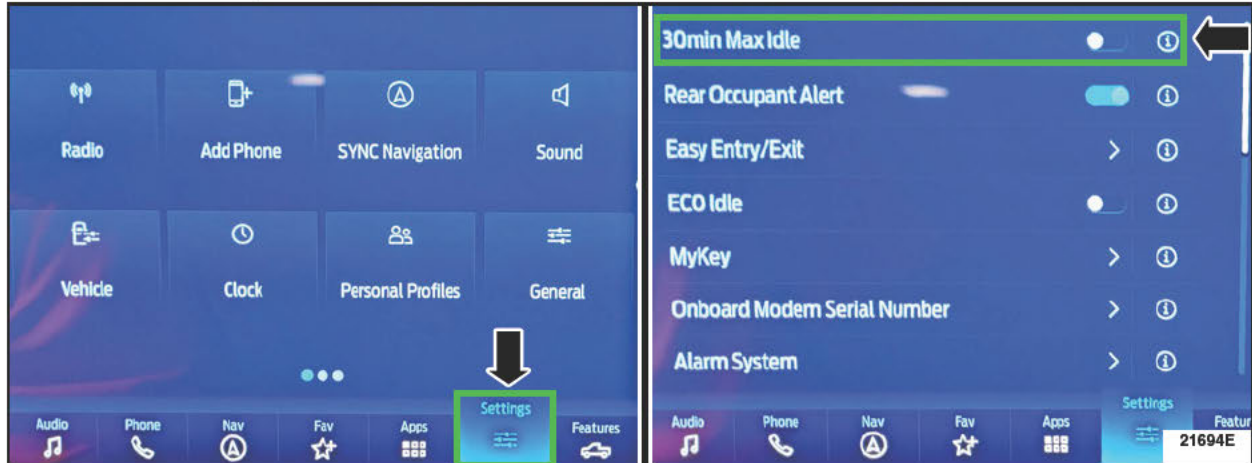 Radio
Add Phone
SYNC Navigation
Sound
Vehicle
Clock
Personal Profiles
General
Audio
Phone
Nav
Fav
Apps
Settings
Features
30min Max Idle
Rear Occupant Alert
Easy Entry/Exit
ECO Idle
MyKey
Onboard Modem Serial Number
Alarm System
Audio
Phone
Nav
Fav
Apps
Settings
Featur
21694E